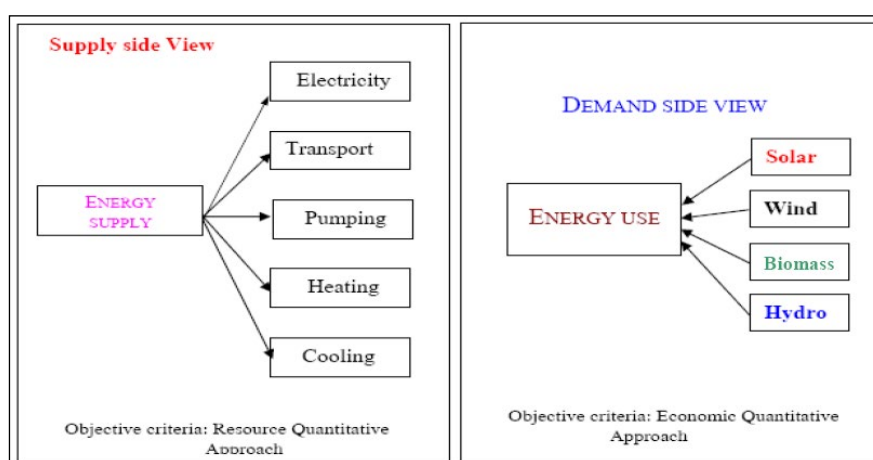 Supply side View
Electricity
Transport
ENERGY
SUPPLY
Pumping
Heating
Cooling
Objective criteria: Resource Quantitative
Approach
DEMAND SIDE VIEW
Solar
ENERGY USE
Wind
Biomass
Hydro
Objective criteria: Economic Quantitative
Approach